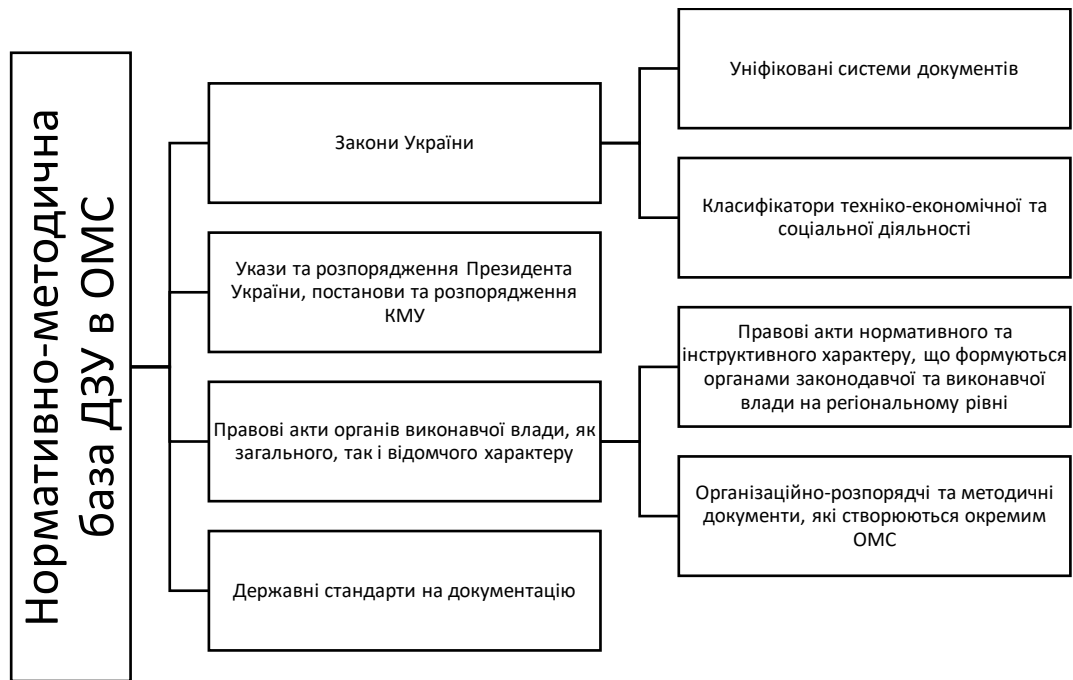 Нормативно-методична
база ДЗУ в ОМС
Закони України
Уніфіковані системи документів
Класифікатори техніко-економічної та
соціальної діяльності
Укази та розпорядження Президента
України, постанови та розпорядження
КМУ
Правові акти органів виконавчої влади, як
загального, так і відомчого характеру
Правові акти нормативного та
інструктивного характеру, що формуються
органами законодавчої та виконавчої
влади на регіональному рівні
Організаційно-розпорядчі та методичні
документи, які створюються окремим
ОМС
Державні стандарти на документацію